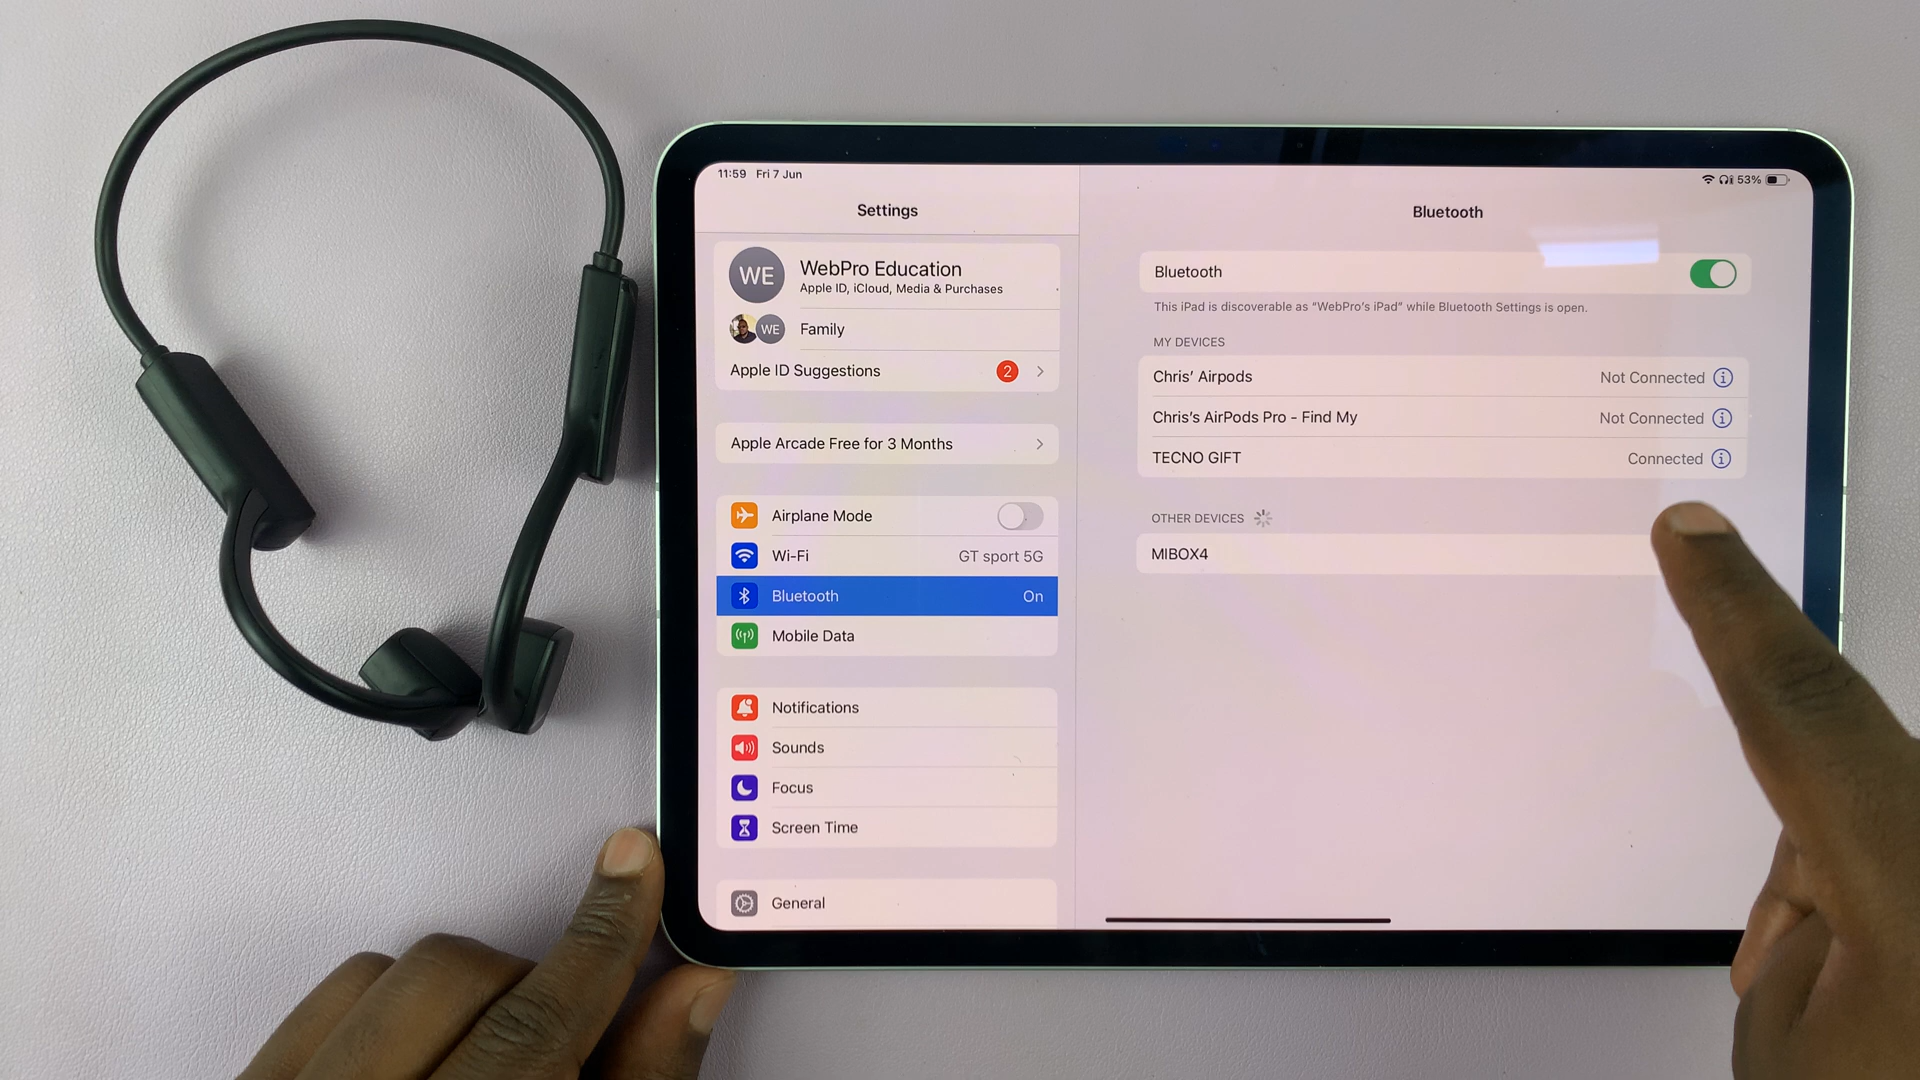 11:59 Fri 7 Jun
53%
Settings
WE
WebPro Education
Apple ID, iCloud, Media & Purchases
WE
Family
Apple ID Suggestions 2
Apple Arcade Free for 3 Months
Airplane Mode
Wi-Fi GT sport 5G
Bluetooth On
Mobile Data
Notifications
Sounds
Focus
Screen Time
General
Bluetooth
Bluetooth
This iPad is discoverable as “WebPro’s iPad” while Bluetooth Settings is open.
MY DEVICES
Chris’ Airpods Not Connected
Chris’s AirPods Pro - Find My Not Connected
TECNO GIFT Connected
OTHER DEVICES
MIBOX4